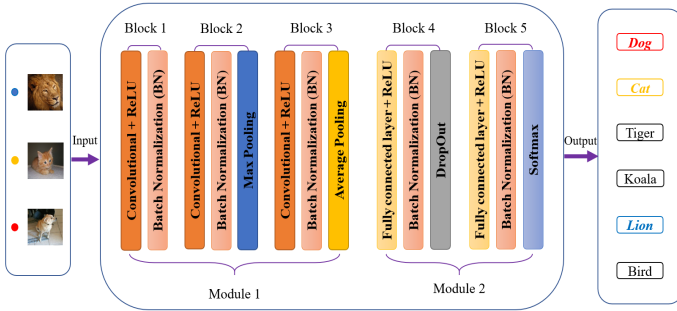 Block 1
Block 2
Block 3
Block 4
Block 5
Input
Convolutional + ReLU
Batch Normalization (BN)
Convolutional + ReLU
Batch Normalization (BN)
Max Pooling
Convolutional + ReLU
Batch Normalization (BN)
Average Pooling
Fully connected layer + ReLU
Batch Normalization (BN)
DropOut
Fully connected layer + ReLU
Batch Normalization (BN)
Softmax
Module 1
Module 2
Output
Dog
Cat
Tiger
Koala
Lion
Bird